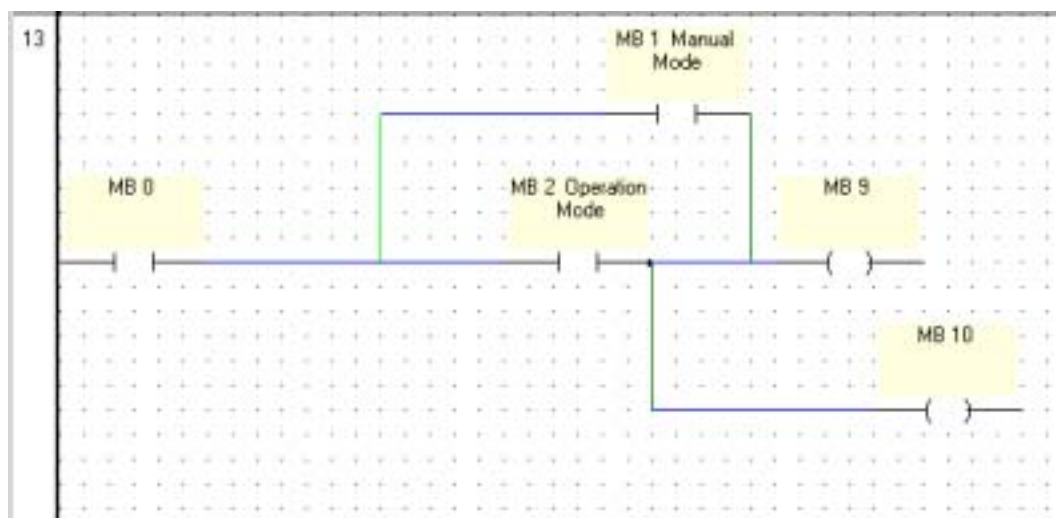 13
MB 1 Manual
Mode
MB 0
MB 2 Operation
Mode
MB 9
MB 10